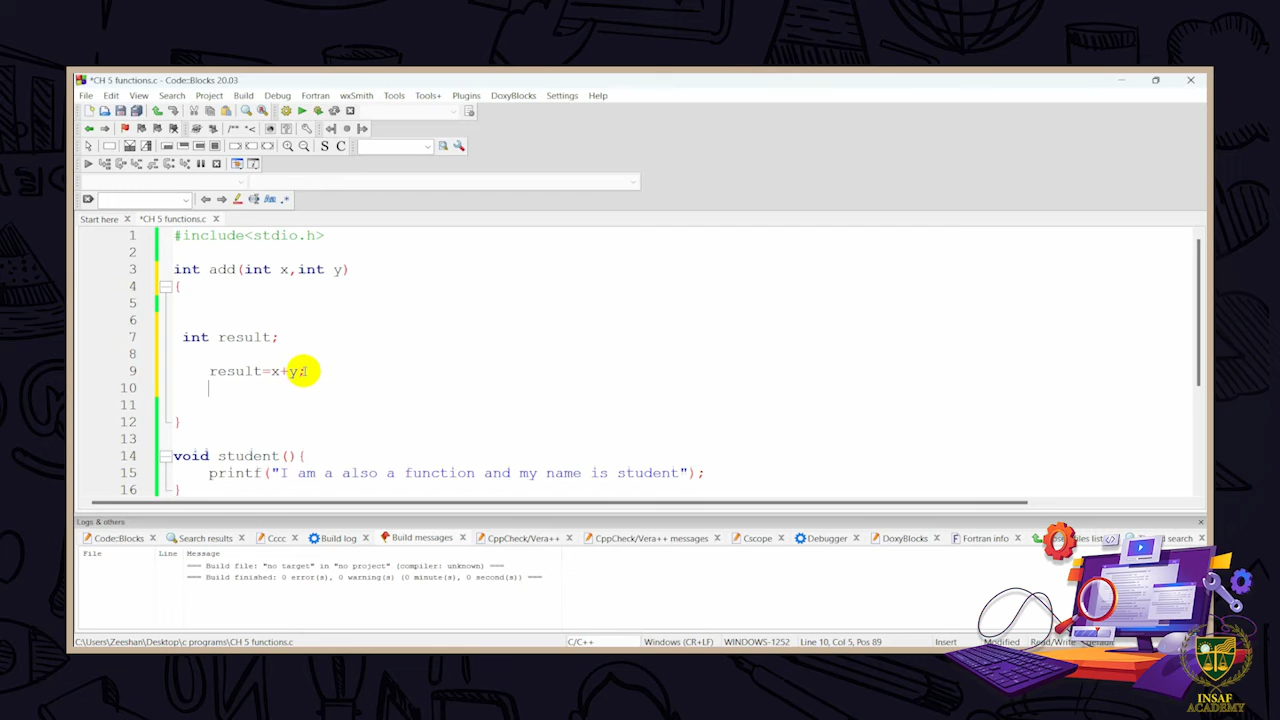 *CH 5 functions.c - Code::Blocks 20.03
File Edit View Search Project Build Debug Fortran wxSmith Tools Tools+ Plugins DoxyBlocks Settings Help
Start here *CH 5 functions.c
1 #include<stdio.h>
2
3 int add(int x,int y)
4 {
5
6
7 int result;
8
9 result=x+y;
10
11
12 }
13
14 void student(){
15 printf("I am a also a function and my name is student");
16 }
Logs & others
Code::Blocks Search results Cccc Build log Build messages CppCheck/Vera++ CppCheck/Vera++ messages Cscope Debugger DoxyBlocks Fortran info search
File Line Message
=== Build file: "no target" in "no project" (compiler: unknown) ===
=== Build finished: 0 error(s), 0 warning(s) (0 minute(s), 0 second(s)) ===
C:\Users\Zeeshan\Desktop\c programs\CH 5 functions.c C/C++ Windows (CR+LF) WINDOWS-1252 Line 10, Col 5, Pos 89 Insert Modified Read/Write default
INSAF
ACADEMY